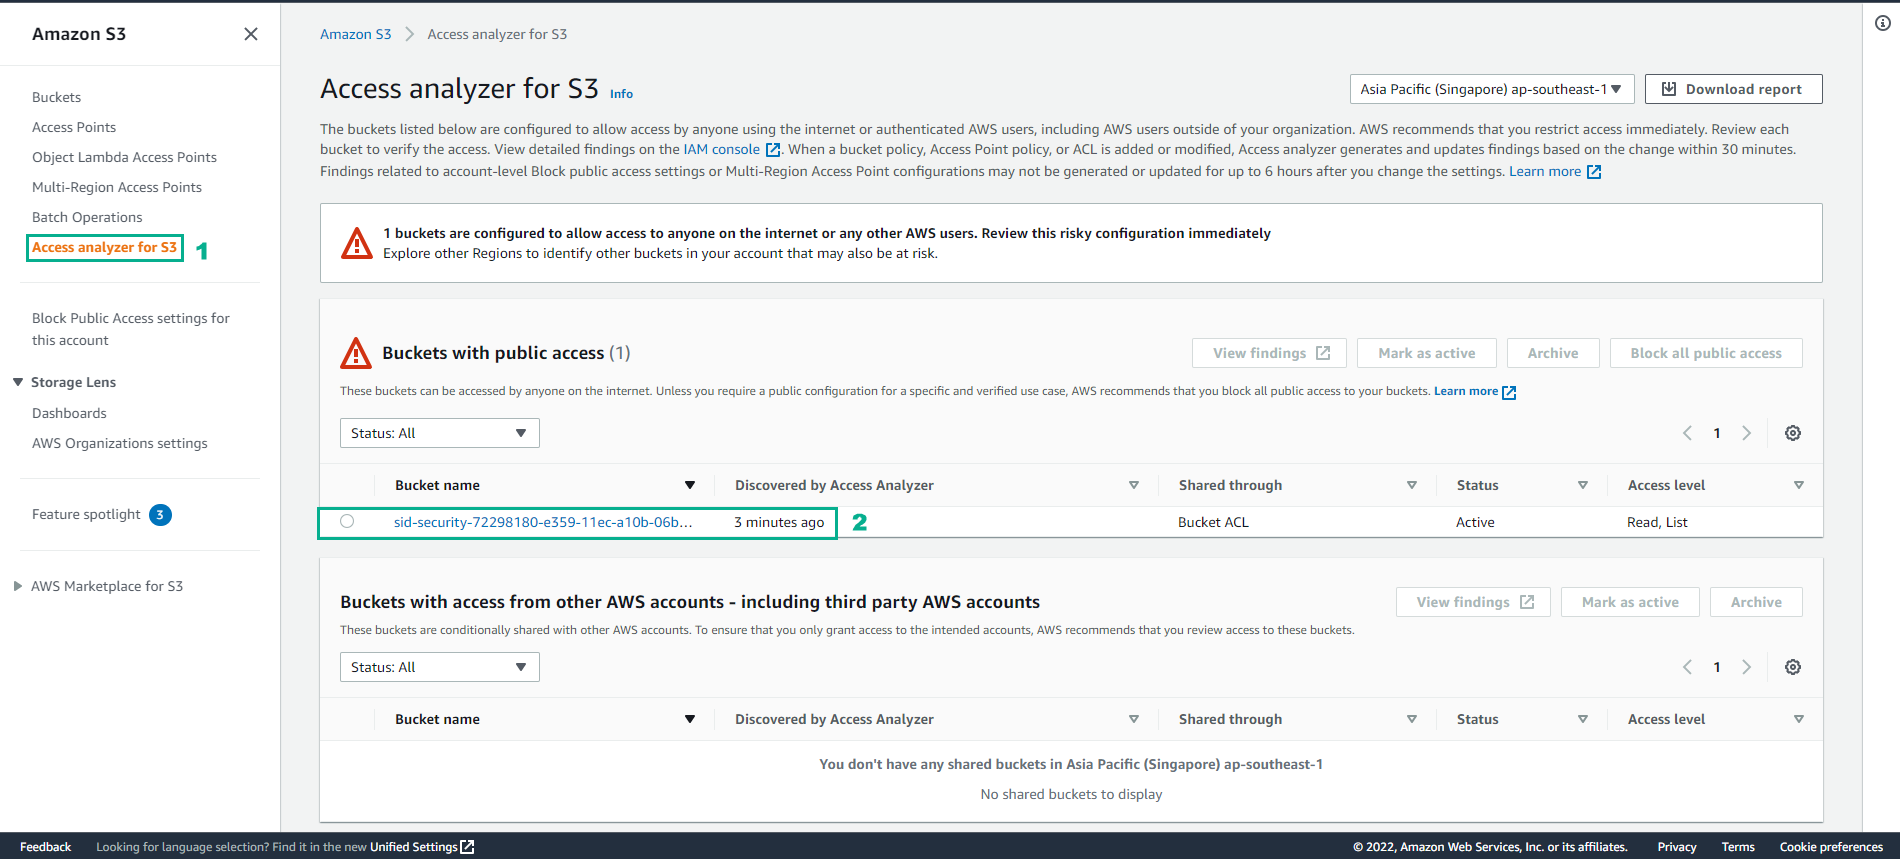 Amazon S3
Buckets
Access Points
Object Lambda Access Points
Multi-Region Access Points
Batch Operations
Access analyzer for S3
1
Block Public Access settings for
this account
Storage Lens
Dashboards
AWS Organizations settings
Feature spotlight 3
AWS Marketplace for S3
Amazon S3 Access analyzer for S3
Access analyzer for S3 Info
Asia Pacific (Singapore) ap-southeast-1
Download report
The buckets listed below are configured to allow access by anyone using the internet or authenticated AWS users, including AWS users outside of your organization. AWS recommends that you restrict access immediately. Review each
bucket to verify the access. View detailed findings on the IAM console . When a bucket policy, Access Point policy, or ACL is added or modified, Access analyzer generates and updates findings based on the change within 30 minutes.
Findings related to account-level Block public access settings or Multi-Region Access Point configurations may not be generated or updated for up to 6 hours after you change the settings. Learn more
1 buckets are configured to allow access to anyone on the internet or any other AWS users. Review this risky configuration immediately
Explore other Regions to identify other buckets in your account that may also be at risk.
Buckets with public access (1)
View findings Mark as active Archive Block all public access
These buckets can be accessed by anyone on the internet. Unless you require a public configuration for a specific and verified use case, AWS recommends that you block all public access to your buckets. Learn more
Status: All
1
Bucket name Discovered by Access Analyzer Shared through Status Access level
sid-security-72298180-e359-11ec-a10b-06b... 3 minutes ago 2 Bucket ACL Active Read, List
Buckets with access from other AWS accounts - including third party AWS accounts
View findings Mark as active Archive
These buckets are conditionally shared with other AWS accounts. To ensure that you only grant access to the intended accounts, AWS recommends that you review access to these buckets.
Status: All
1
Bucket name Discovered by Access Analyzer Shared through Status Access level
You don't have any shared buckets in Asia Pacific (Singapore) ap-southeast-1
No shared buckets to display
Feedback Looking for language selection? Find it in the new Unified Settings © 2022, Amazon Web Services, Inc. or its affiliates. Privacy Terms Cookie preferences